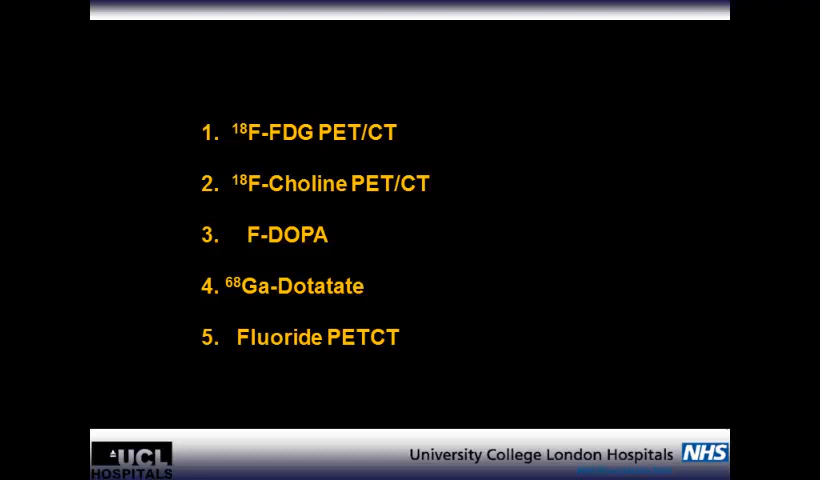 1. ¹⁸F-FDG PET/CT
2. ¹⁸F-Choline PET/CT
3. F-DOPA
4. ⁶⁸Ga-Dotatate
5. Fluoride PETCT
UCL
HOSPITALS
University College London Hospitals NHS